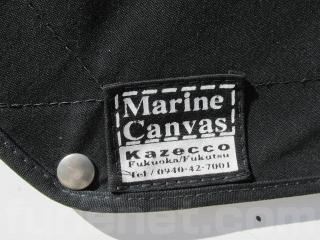 Marine
Canvas
Kazecco
Fukuoka/Fukutsu
Tel/0940-42-7001